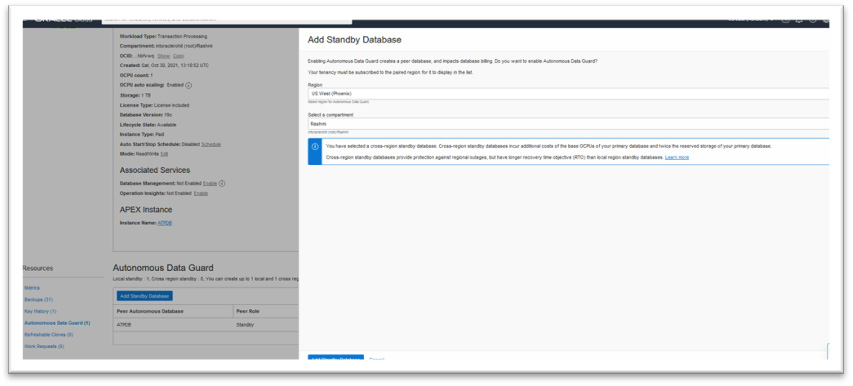 Workload Type: Transaction Processing
Compartment: intoraclerohit (root)/Rashmi
OCID: Show Copy
Created: Sat, Oct 30, 2021, 13:18:52 UTC
OCPU count: 1
OCPU auto scaling: Enabled
Storage: 1 TB
License Type: License included
Database Version: 19c
Lifecycle State: Available
Instance Type: Paid
Auto Start/Stop Schedule: Disabled Schedule
Mode: Read/Write Edit
Associated Services
Database Management: Not Enabled Enable
Operation Insights: Not Enabled Enable
APEX Instance
Instance Name: ATPDB
Resources
Metrics
Backups (31)
Key History (1)
Autonomous Data Guard (1)
Refreshable Clones (0)
Work Requests (5)
Autonomous Data Guard
Local standby : 1, Cross region standby : 0, You can create up to 1 local and 1 cross reg
Add Standby Database
Peer Autonomous Database Peer Role
ATPDB Standby
Add Standby Database
Enabling Autonomous Data Guard creates a peer database, and impacts database billing. Do you want to enable Autonomous Data Guard?
Your tenancy must be subscribed to the paired region for it to display in the list.
Region
US West (Phoenix)
Select region for Autonomous Data Guard
Select a compartment
Rashmi
You have selected a cross-region standby database. Cross-region standby databases incur additional costs of the base OCPUs of your primary database and twice the reserved storage of your primary database.
Cross-region standby databases provide protection against regional outages, but have longer recovery time objective (RTO) than local region standby databases. Learn more